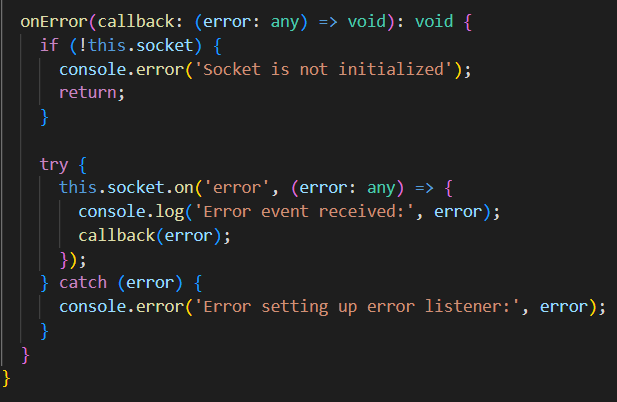 onError(callback: (error: any) => void): void {
if (!this.socket) {
console.error('Socket is not initialized');
return;
}
try {
this.socket.on('error', (error: any) => {
console.log('Error event received:', error);
callback(error);
});
} catch (error) {
console.error('Error setting up error listener:', error);
}
}
}